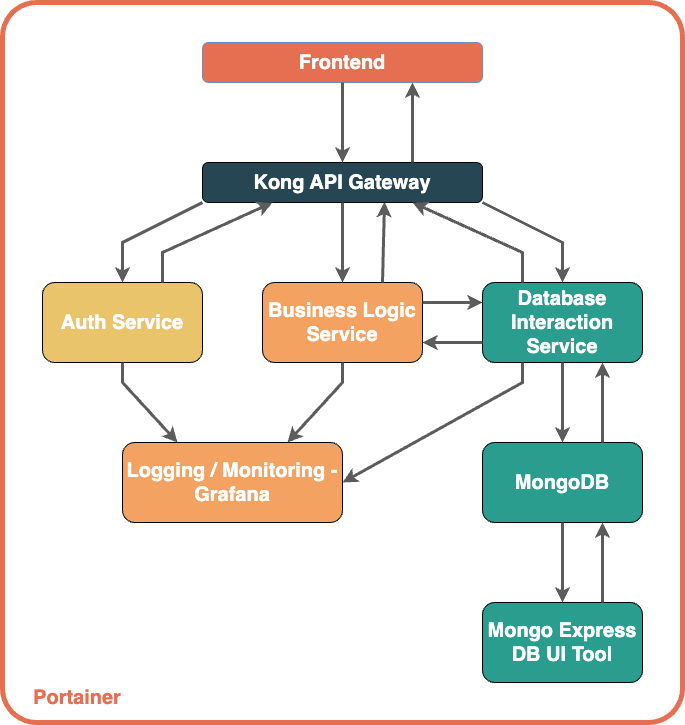 Frontend
Kong API Gateway
Auth Service
Business Logic
Service
Database
Interaction
Service
Logging / Monitoring -
Grafana
MongoDB
Mongo Express
DB UI Tool
Portainer